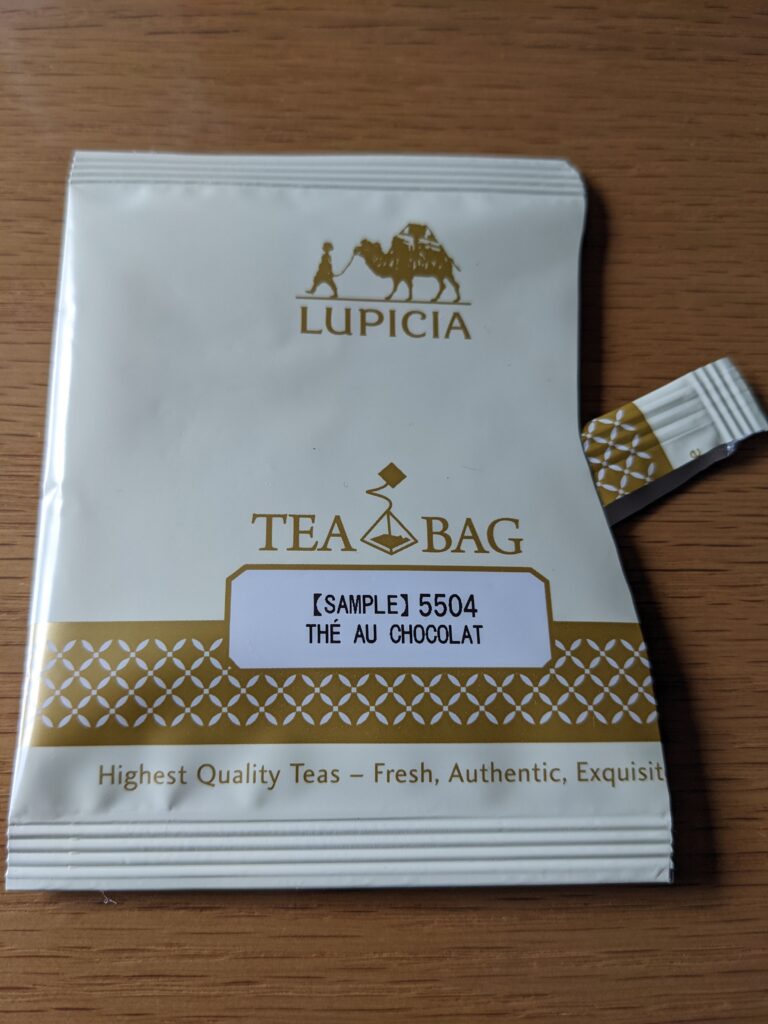 LUPICIA
TEA BAG
【SAMPLE】5504
THÉ AU CHOCOLAT
Highest Quality Teas – Fresh, Authentic, Exquisit
e